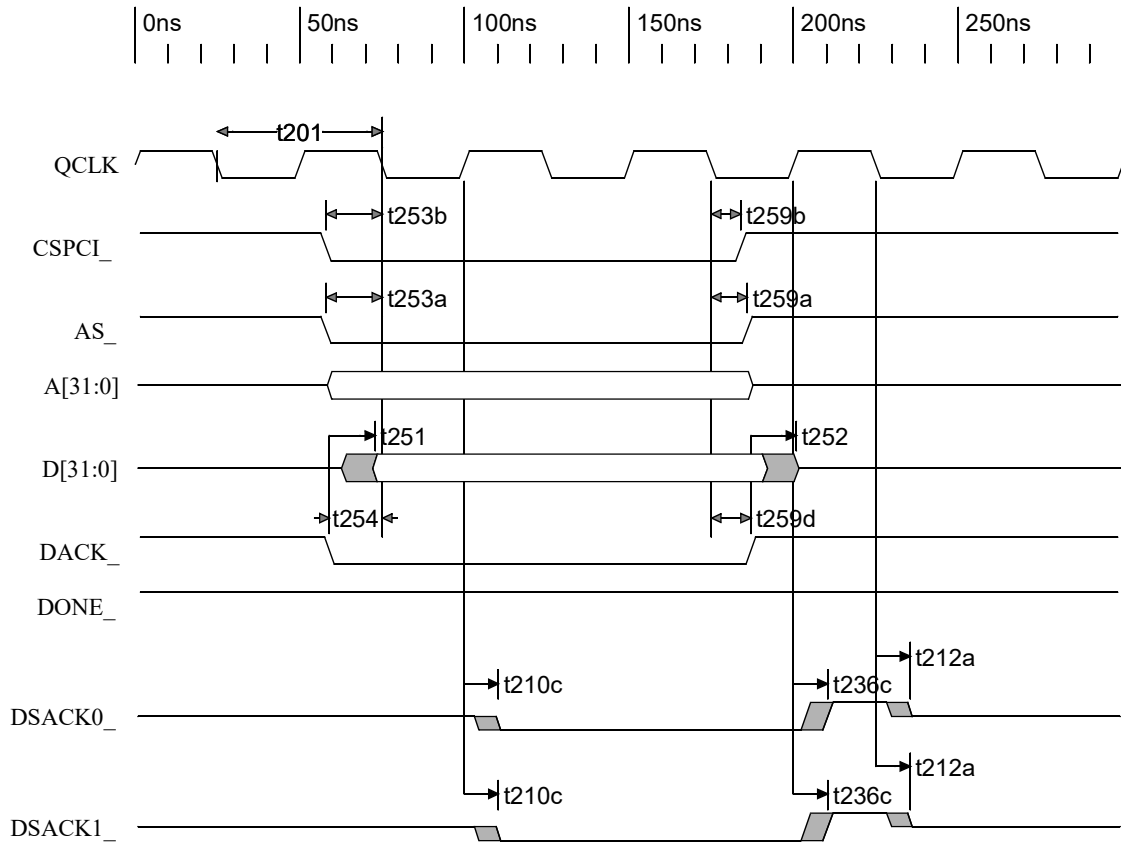 0ns 50ns 100ns 150ns 200ns 250ns
t201
QCLK
t253b t259b
CSPCI_
t253a t259a
AS_
A[31:0]
t251 t252
D[31:0]
t254 t259d
DACK_
DONE_
t212a
t210c t236c
DSACK0_
t212a
t210c t236c
DSACK1_